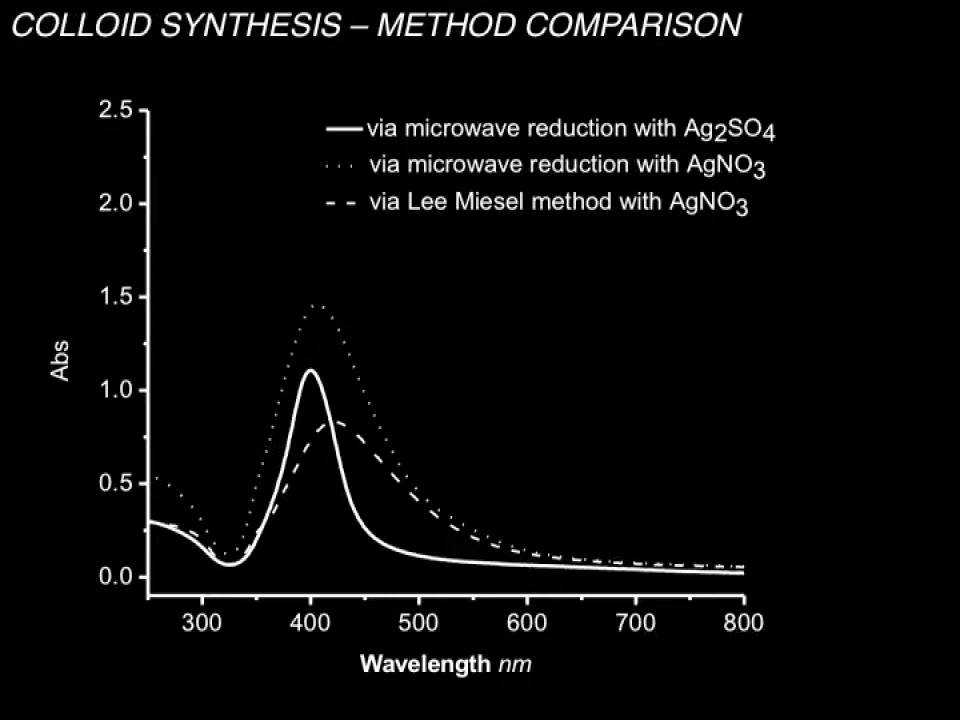 COLLOID SYNTHESIS – METHOD COMPARISON
2.5
via microwave reduction with Ag2SO4
via microwave reduction with AgNO3
2.0
via Lee Miesel method with AgNO3
1.5
Abs
1.0
0.5
0.0
300 400 500 600 700 800
Wavelength nm